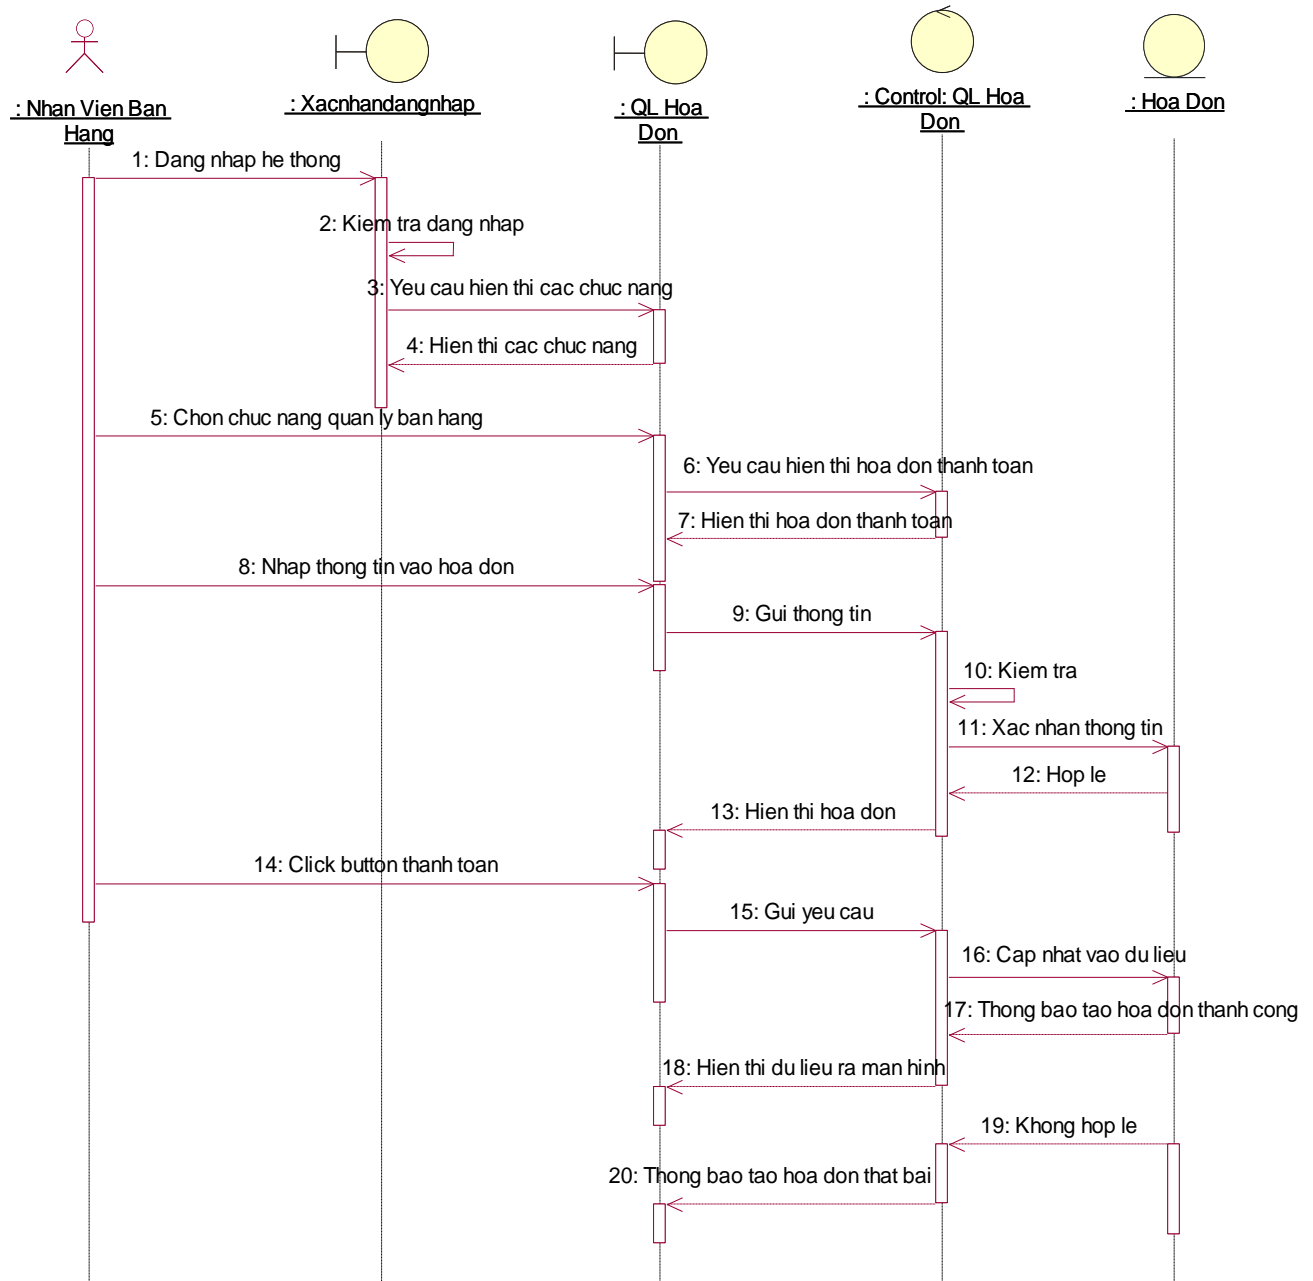 : Nhan Vien Ban
Hang
: Xacnhandangnhap
: QL Hoa
Don
: Control: QL Hoa
Don
: Hoa Don
1: Dang nhap he thong
2: Kiem tra dang nhap
3: Yeu cau hien thi cac chuc nang
4: Hien thi cac chuc nang
5: Chon chuc nang quan ly ban hang
6: Yeu cau hien thi hoa don thanh toan
7: Hien thi hoa don thanh toan
8: Nhap thong tin vao hoa don
9: Gui thong tin
10: Kiem tra
11: Xac nhan thong tin
12: Hop le
13: Hien thi hoa don
14: Click button thanh toan
15: Gui yeu cau
16: Cap nhat vao du lieu
17: Thong bao tao hoa don thanh cong
18: Hien thi du lieu ra man hinh
19: Khong hop le
20: Thong bao tao hoa don that bai